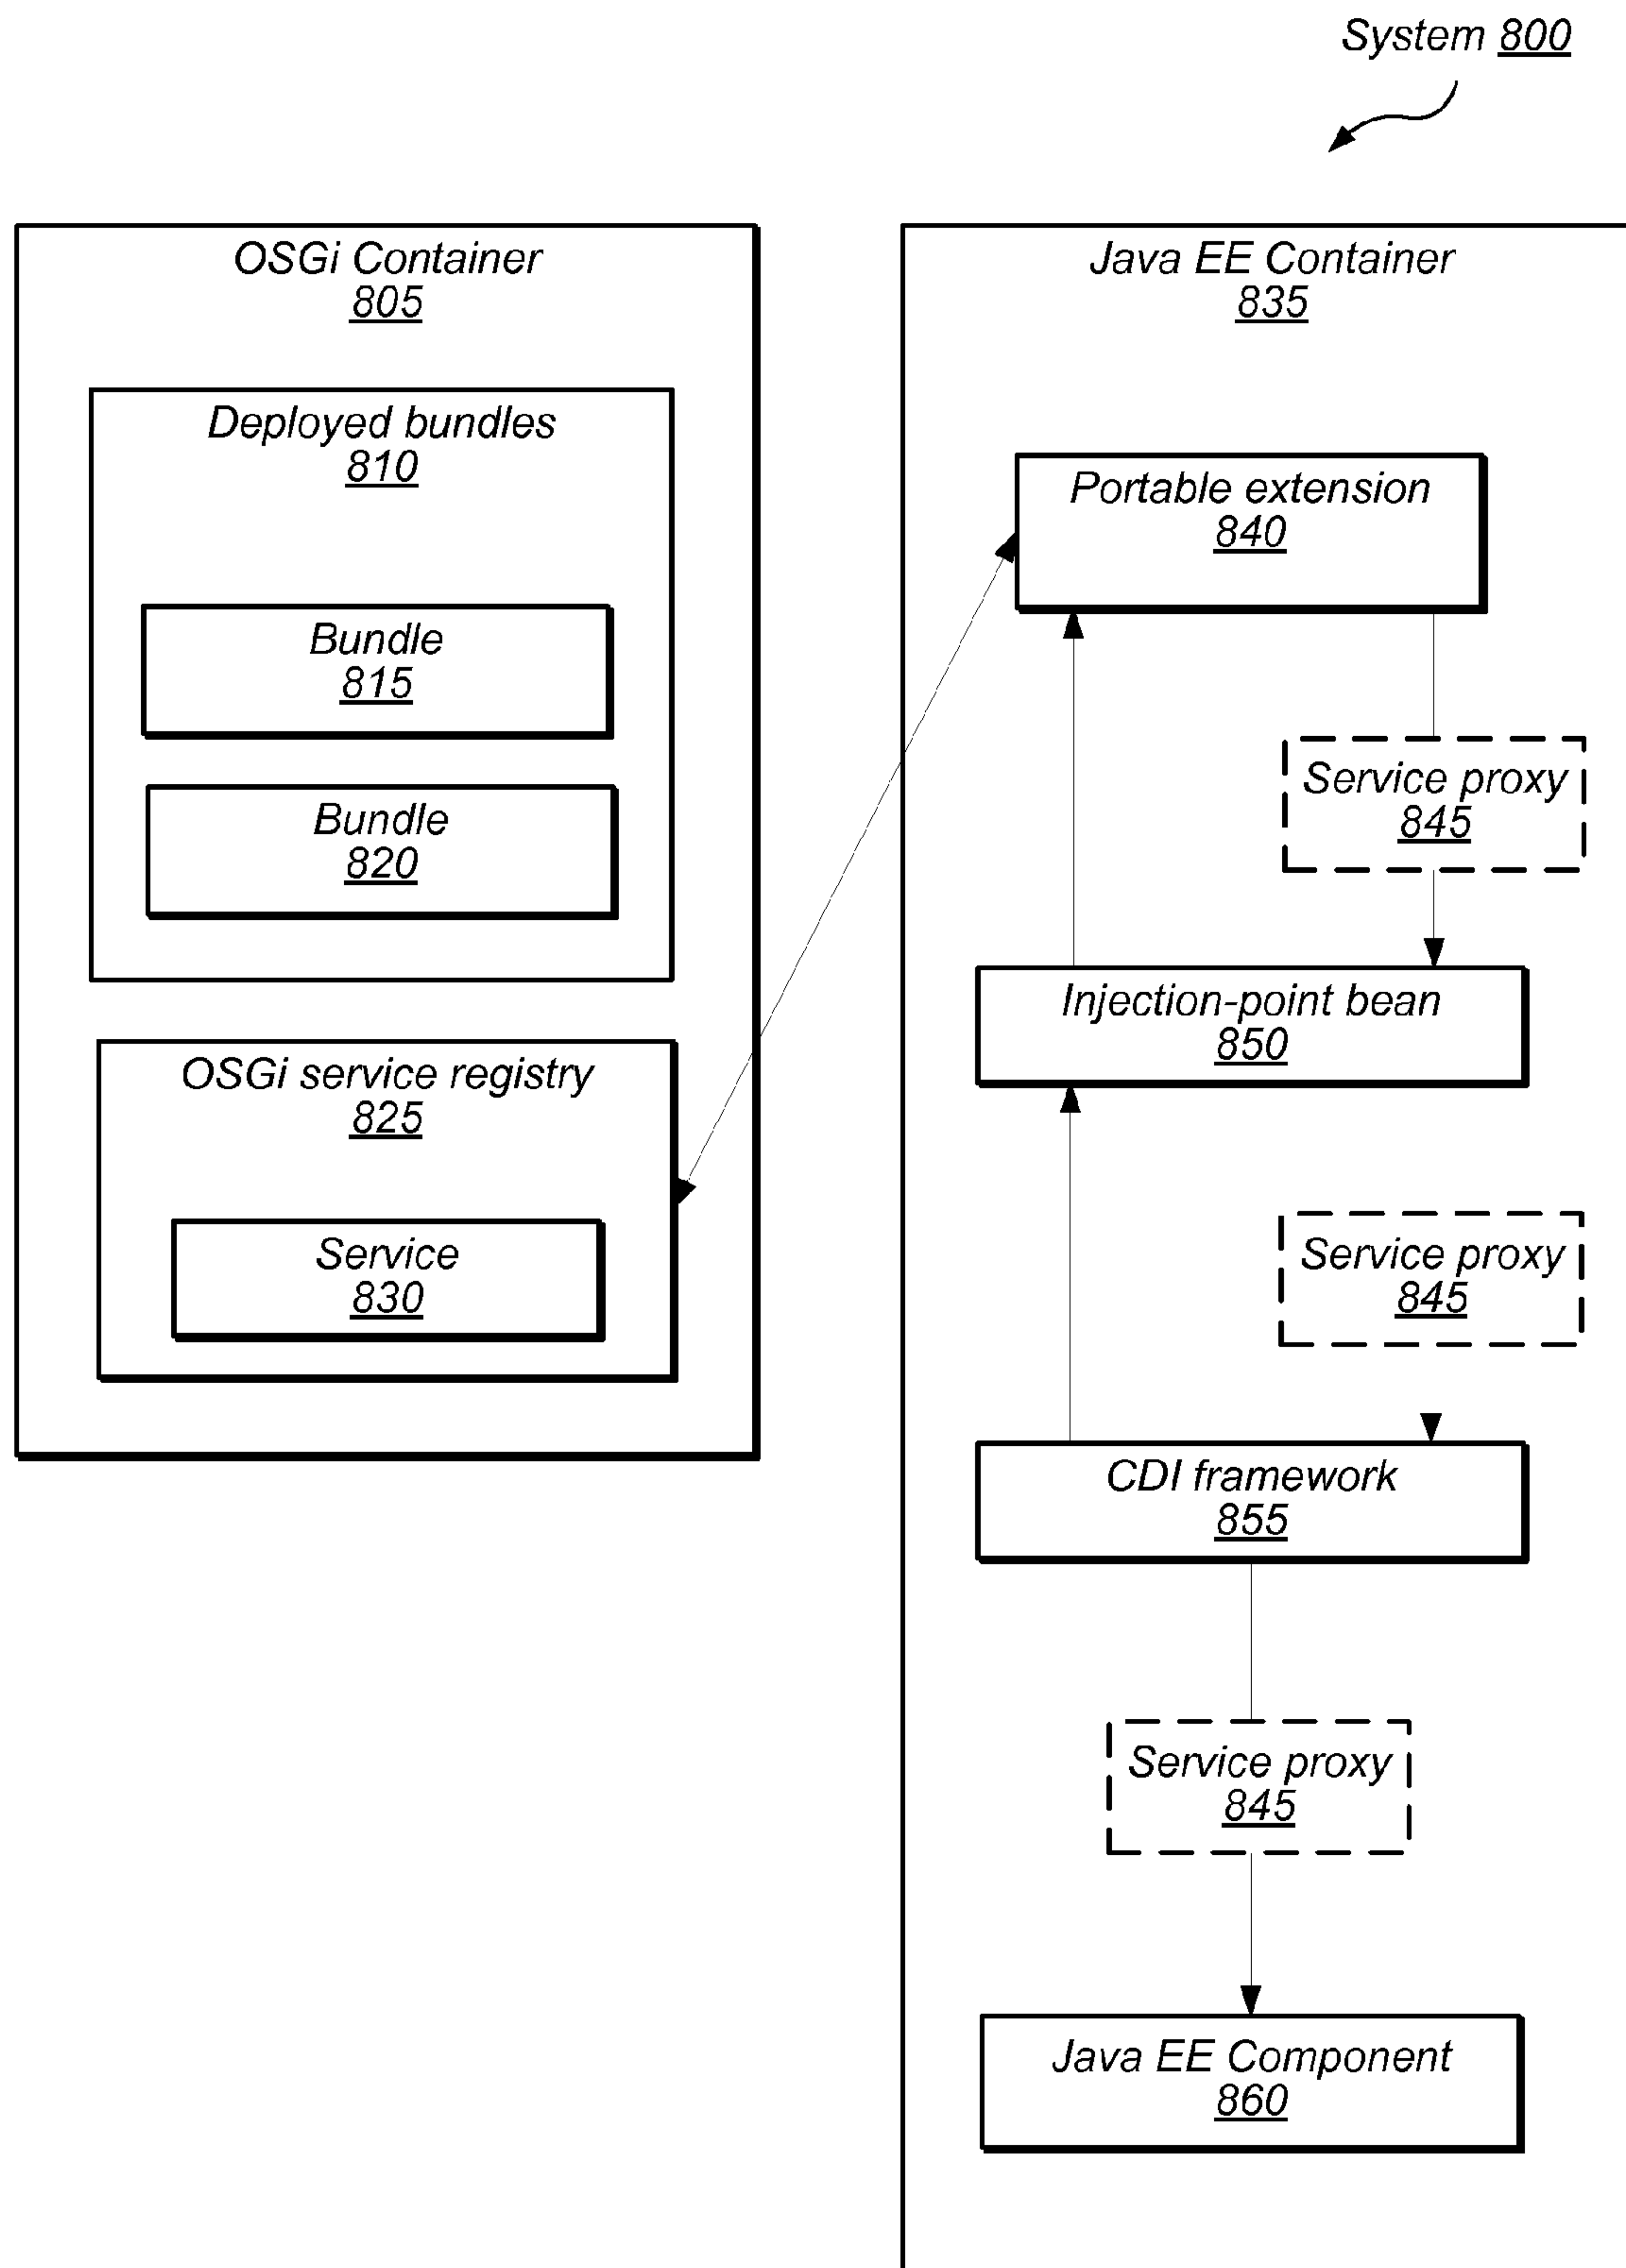 System 800
OSGi Container
805
Deployed bundles
810
Bundle
815
Bundle
820
OSGi service registry
825
Service
830
Java EE Container
835
Portable extension
840
Service proxy
845
Injection-point bean
850
Service proxy
845
CDI framework
855
Service proxy
845
Java EE Component
860